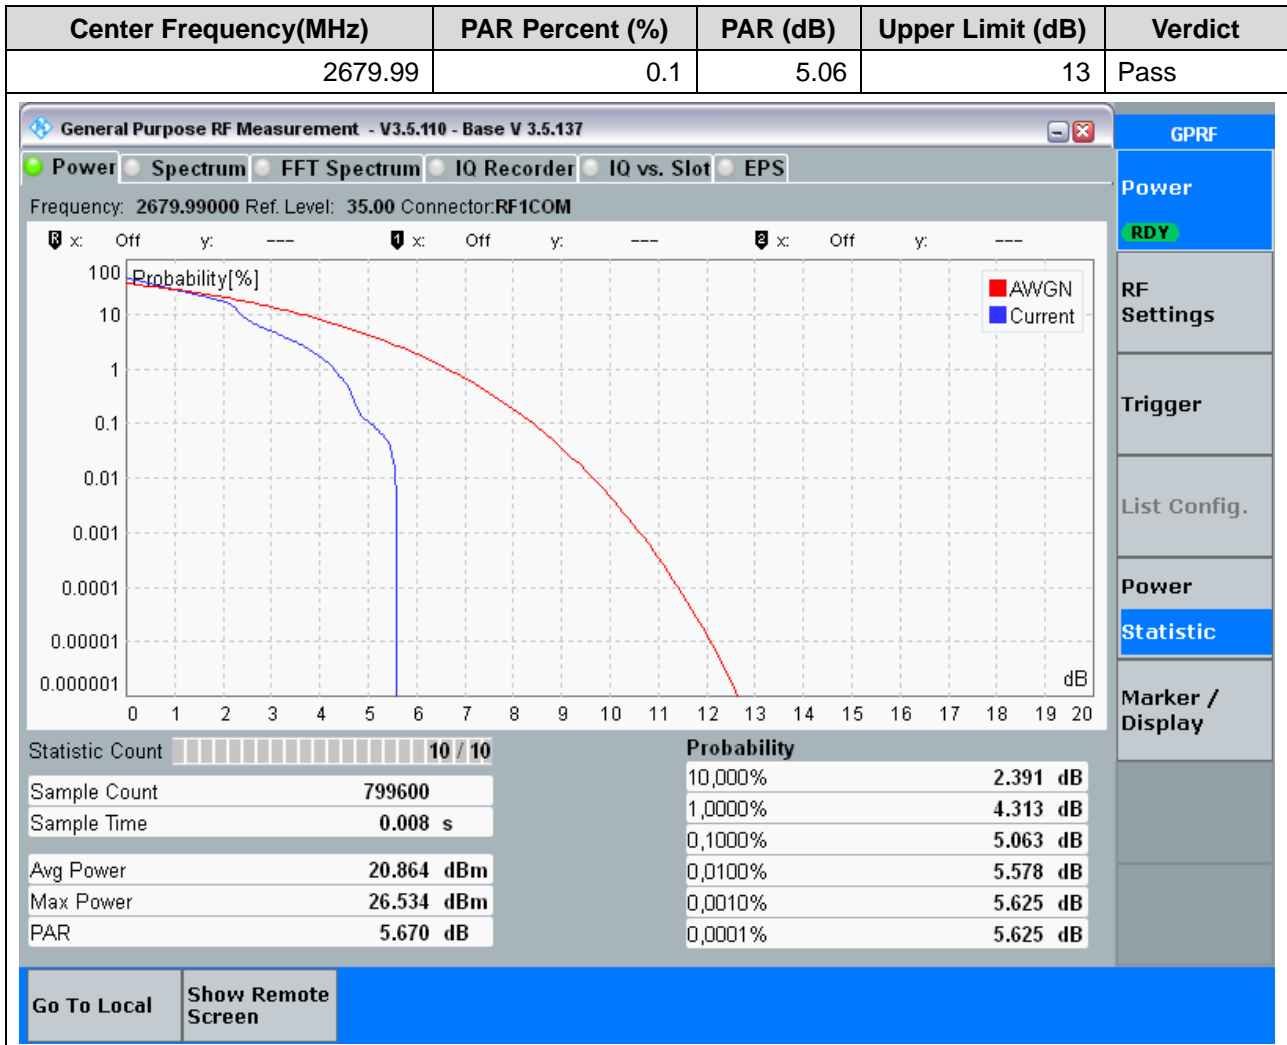 Center Frequency(MHz) PAR Percent (%) PAR (dB) Upper Limit (dB) Verdict
2679.99 0.1 5.06 13 Pass
General Purpose RF Measurement - V3.5.110 - Base V 3.5.137
GPRF
Power Spectrum FFT Spectrum IQ Recorder IQ vs. Slot EPS
Power
RDY
Frequency: 2679.99000 Ref. Level: 35.00 Connector:RF1COM
R x: Off y: --- 1 x: Off y: --- 2 x: Off y: ---
Probability[%]
100
10
1
0.1
0.01
0.001
0.0001
0.00001
0.000001
AWGN
Current
dB
0 1 2 3 4 5 6 7 8 9 10 11 12 13 14 15 16 17 18 19 20
RF
Settings
Trigger
List Config.
Power
Statistic
Marker /
Display
Statistic Count 10 / 10
Sample Count 799600
Sample Time 0.008 s
Avg Power 20.864 dBm
Max Power 26.534 dBm
PAR 5.670 dB
Probability
10,000% 2.391 dB
1,0000% 4.313 dB
0,1000% 5.063 dB
0,0100% 5.578 dB
0,0010% 5.625 dB
0,0001% 5.625 dB
Go To Local
Show Remote
Screen